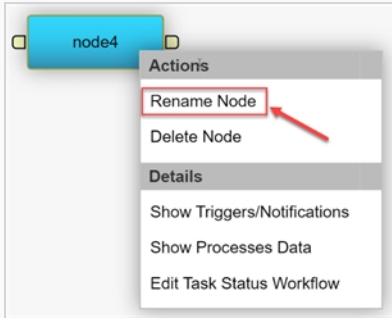 node4
Actions
Rename Node
Delete Node
Details
Show Triggers/Notifications
Show Processes Data
Edit Task Status Workflow